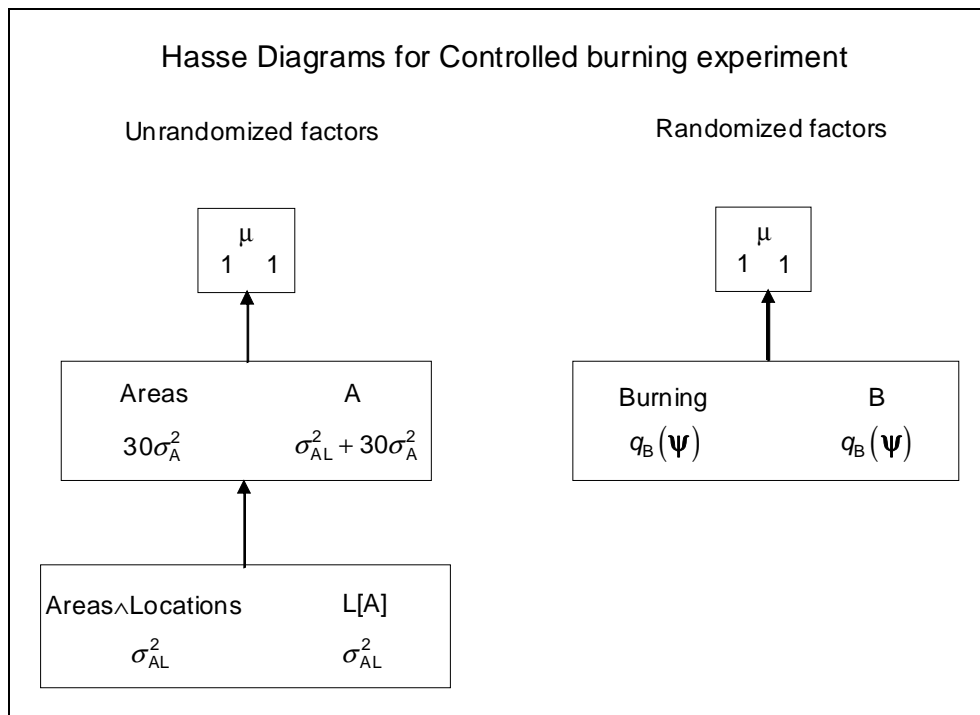 Hasse Diagrams for Controlled burning experiment
Unrandomized factors
μ
1 1
Areas A
30σ²_A σ²_AL + 30σ²_A
Areas∧Locations L[A]
σ²_AL σ²_AL
Randomized factors
μ
1 1
Burning B
q_B(Ψ) q_B(Ψ)